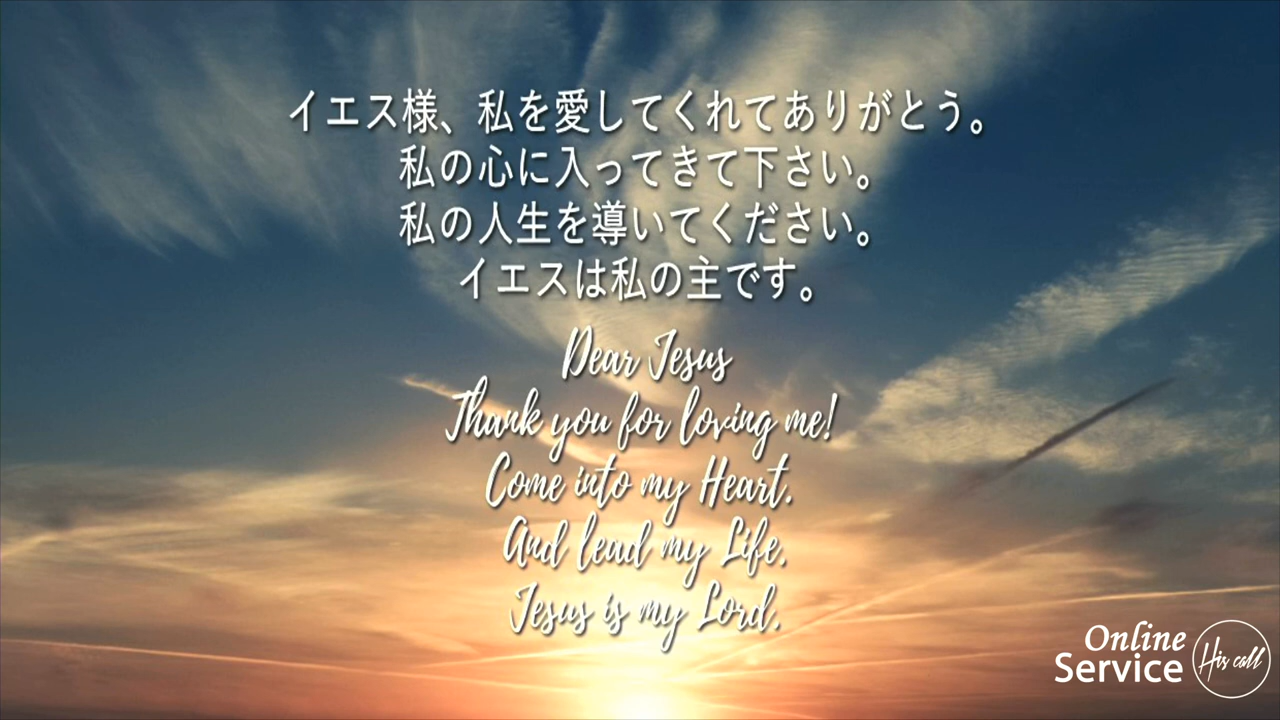 イエス様、私を愛してくれてありがとう。
私の心に入ってきて下さい。
私の人生を導いてください。
イエスは私の主です。
Dear Jesus
Thank you for loving me!
Come into my Heart.
And lead my Life.
Jesus is my Lord.
Online
Service
His call